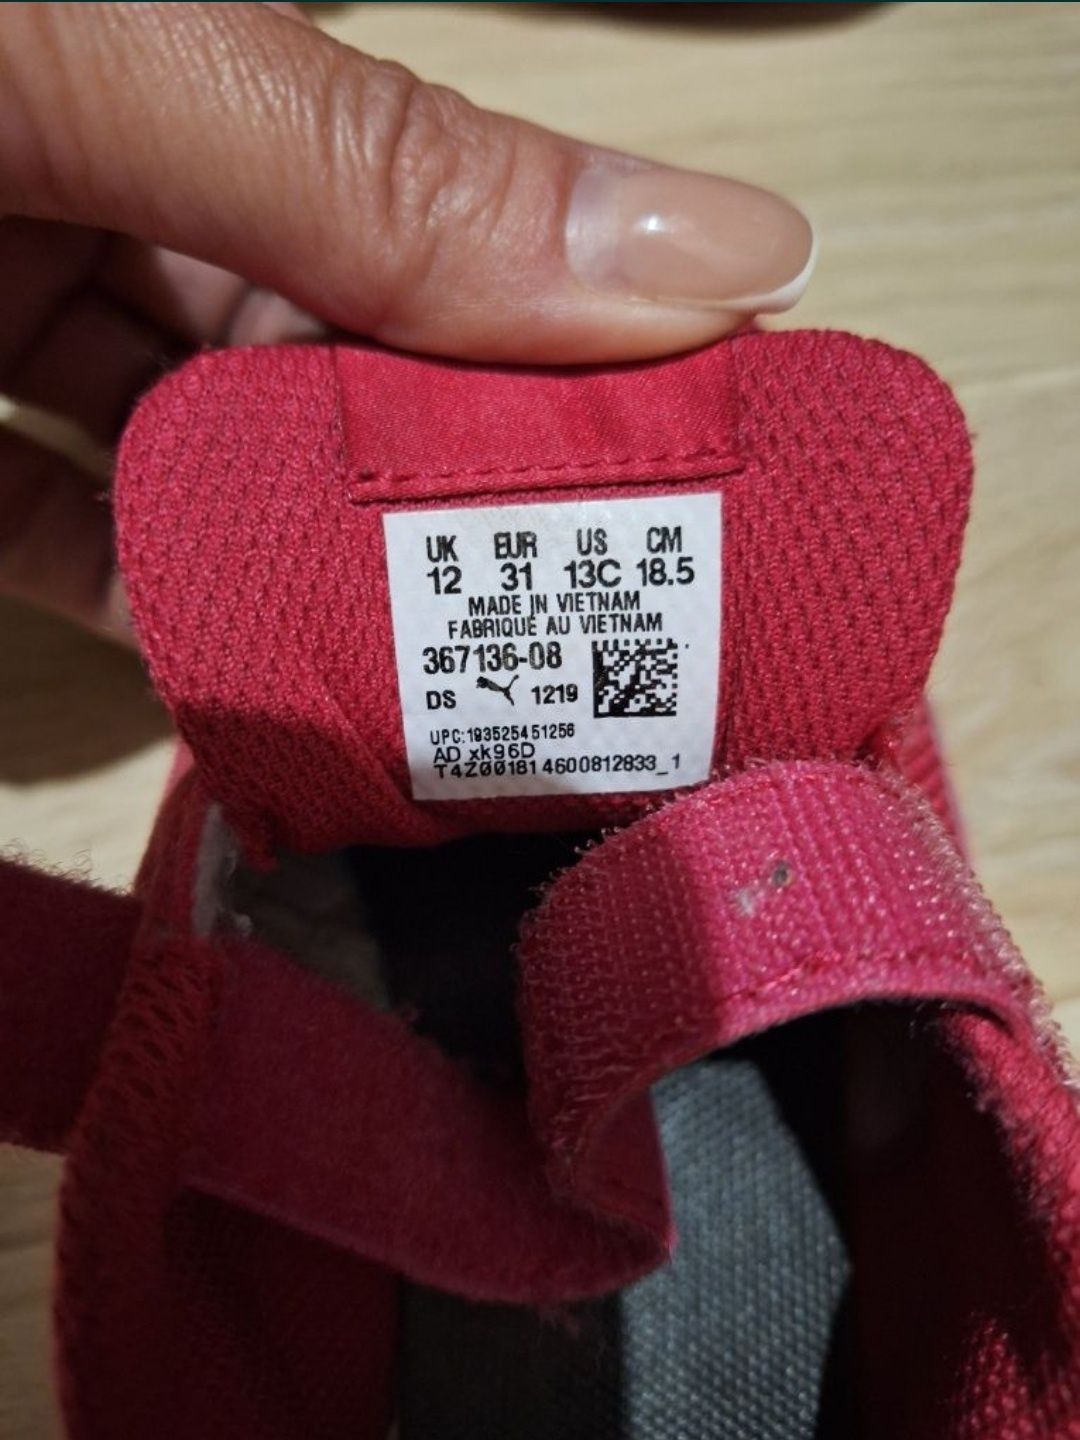 UK EUR US CM
12 31 13C 18.5
MADE IN VIETNAM
FABRIQUÉ AU VIETNAM
367136-08
DS 1219
UPC:193525451256
AD xk96D
T4Z00181 4600812833_1